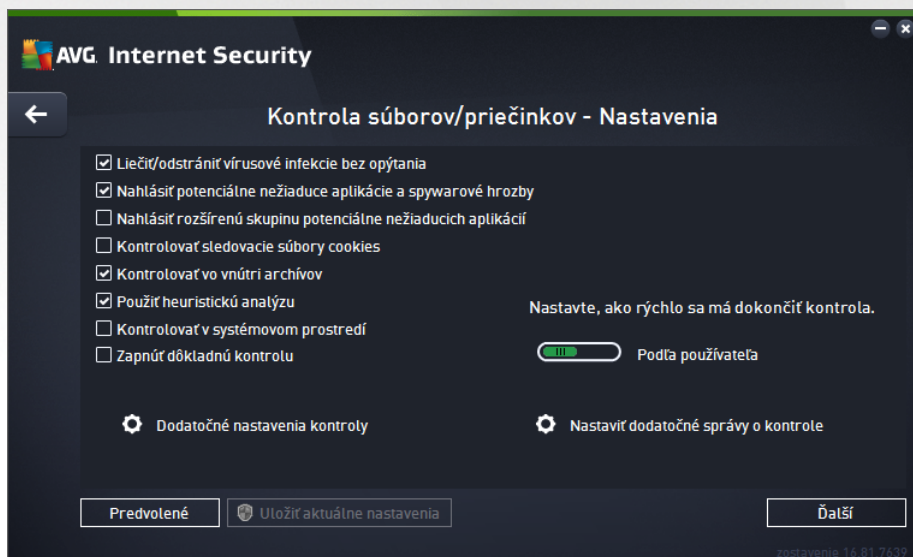 AVG. Internet Security
Kontrola súborov/priečinkov - Nastavenia
Liečiť/odstrániť vírusové infekcie bez opýtania
Nahlásiť potenciálne nežiaduce aplikácie a spywarové hrozby
Nahlásiť rozšírenú skupinu potenciálne nežiaducich aplikácií
Kontrolovať sledovacie súbory cookies
Kontrolovať vo vnútri archívov
Použiť heuristickú analýzu
Kontrolovať v systémovom prostredí
Zapnúť dôkladnú kontrolu
Nastavte, ako rýchlo sa má dokončiť kontrola.
Podľa používateľa
Dodatočné nastavenia kontroly
Nastaviť dodatočné správy o kontrole
Predvolené
Uložiť aktuálne nastavenia
Ďalší
zostavenie 16.81.7639